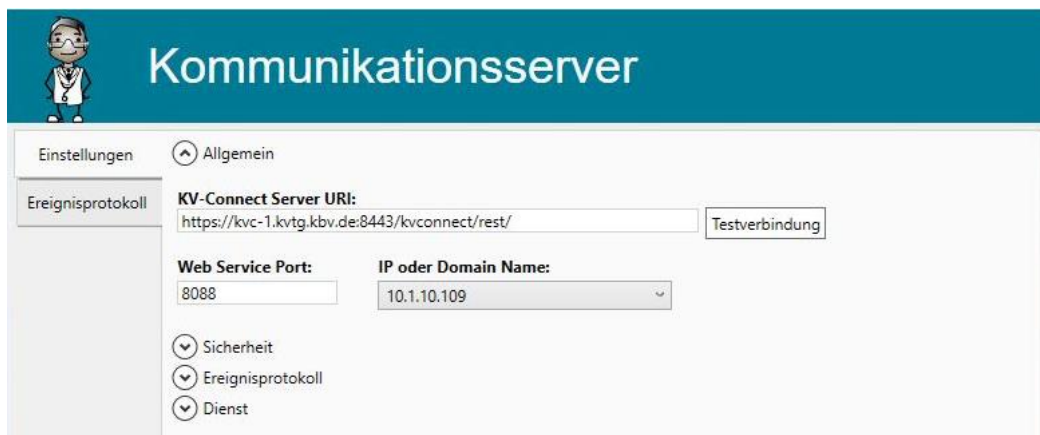 Kommunikationsserver
Einstellungen
Allgemein
Ereignisprotokoll
KV-Connect Server URI:
https://kvc-1.kvtg.kbv.de:8443/kvconnect/rest/
Testverbindung
Web Service Port: IP oder Domain Name:
8088 10.1.10.109
Sicherheit
Ereignisprotokoll
Dienst